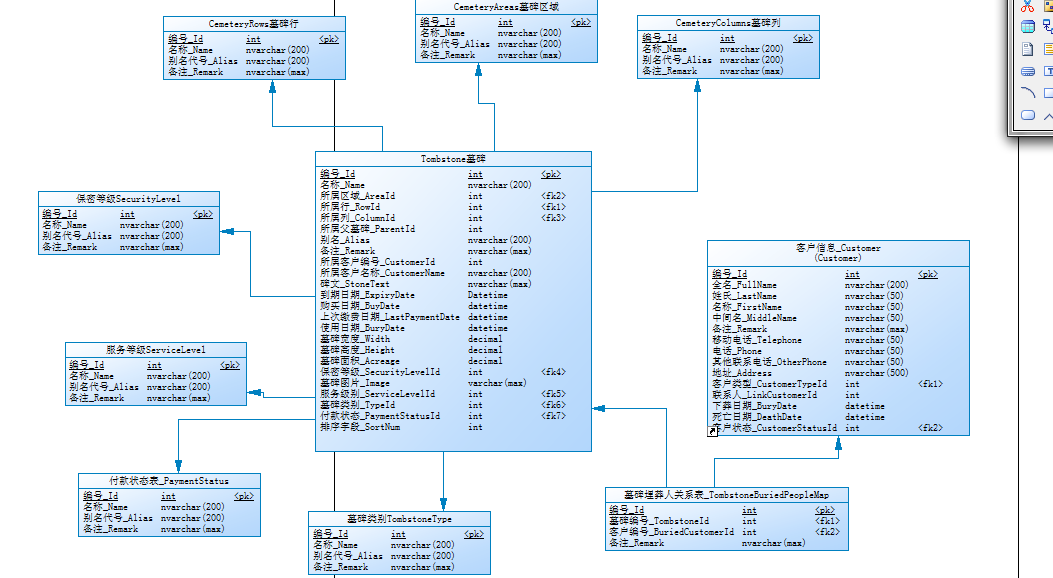 CemeteryRows墓碑行
编号_Id int <pk>
名称_Name nvarchar(200)
别名代号_Alias nvarchar(200)
备注_Remark nvarchar(max)
CemeteryAreas墓碑区域
编号_Id int <pk>
名称_Name nvarchar(200)
别名代号_Alias nvarchar(200)
备注_Remark nvarchar(max)
CemeteryColumns墓碑列
编号_Id int <pk>
名称_Name nvarchar(200)
别名代号_Alias nvarchar(200)
备注_Remark nvarchar(max)
Tombstone墓碑
编号_Id int <pk>
名称_Name nvarchar(200)
所属区域_AreaId int <fk2>
所属行_RowId int <fk1>
所属列_ColumnId int <fk3>
所属父墓碑_ParentId int
别名_Alias nvarchar(200)
备注_Remark nvarchar(max)
所属客户编号_CustomerId int
所属客户名称_CustomerName nvarchar(200)
碑文_StoneText nvarchar(max)
到期日期_ExpiryDate Datetime
购买日期_BuyDate datetime
上次缴费日期_LastPaymentDate datetime
使用日期_BuryDate datetime
墓碑宽度_Width decimal
墓碑高度_Height decimal
墓碑面积_Acreage decimal
保密等级_SecurityLevelId int <fk4>
墓碑图片_Image varchar(max)
服务级别_ServiceLevelId int <fk5>
墓碑类别_TypeId int <fk6>
付款状态_PaymentStatusId int <fk7>
排序字段_SortNum int
保密等级SecurityLevel
编号_Id int <pk>
名称_Name nvarchar(200)
别名代号_Alias nvarchar(200)
备注_Remark nvarchar(max)
服务等级ServiceLevel
编号_Id int <pk>
名称_Name nvarchar(200)
别名代号_Alias nvarchar(200)
备注_Remark nvarchar(max)
付款状态表_PaymentStatus
编号_Id int <pk>
名称_Name nvarchar(200)
别名代号_Alias nvarchar(200)
备注_Remark nvarchar(max)
墓碑类别TombstoneType
编号_Id int <pk>
名称_Name nvarchar(200)
别名代号_Alias nvarchar(200)
备注_Remark nvarchar(max)
客户信息_Customer
(Customer)
编号_Id int <pk>
全名_FullName nvarchar(200)
姓氏_LastName nvarchar(50)
名称_FirstName nvarchar(50)
中间名_MiddleName nvarchar(50)
备注_Remark nvarchar(max)
移动电话_Telephone nvarchar(50)
电话_Phone nvarchar(50)
其他联系电话_OtherPhone nvarchar(50)
地址_Address nvarchar(500)
客户类型_CustomerTypeId int <fk1>
联系人_LinkCustomerId int
下葬日期_BuryDate datetime
死亡日期_DeathDate datetime
客户状态_CustomerStatusId int <fk2>
墓碑埋葬人关系表_TombstoneBuriedPeopleMap
编号_Id int <pk>
墓碑编号_TombstoneId int <fk1>
客户编号_BuriedCustomerId int <fk2>
备注_Remark nvarchar(max)